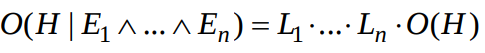 O(H | E₁ ∧ ... ∧ Eₙ) = L₁·...·Lₙ·O(H)